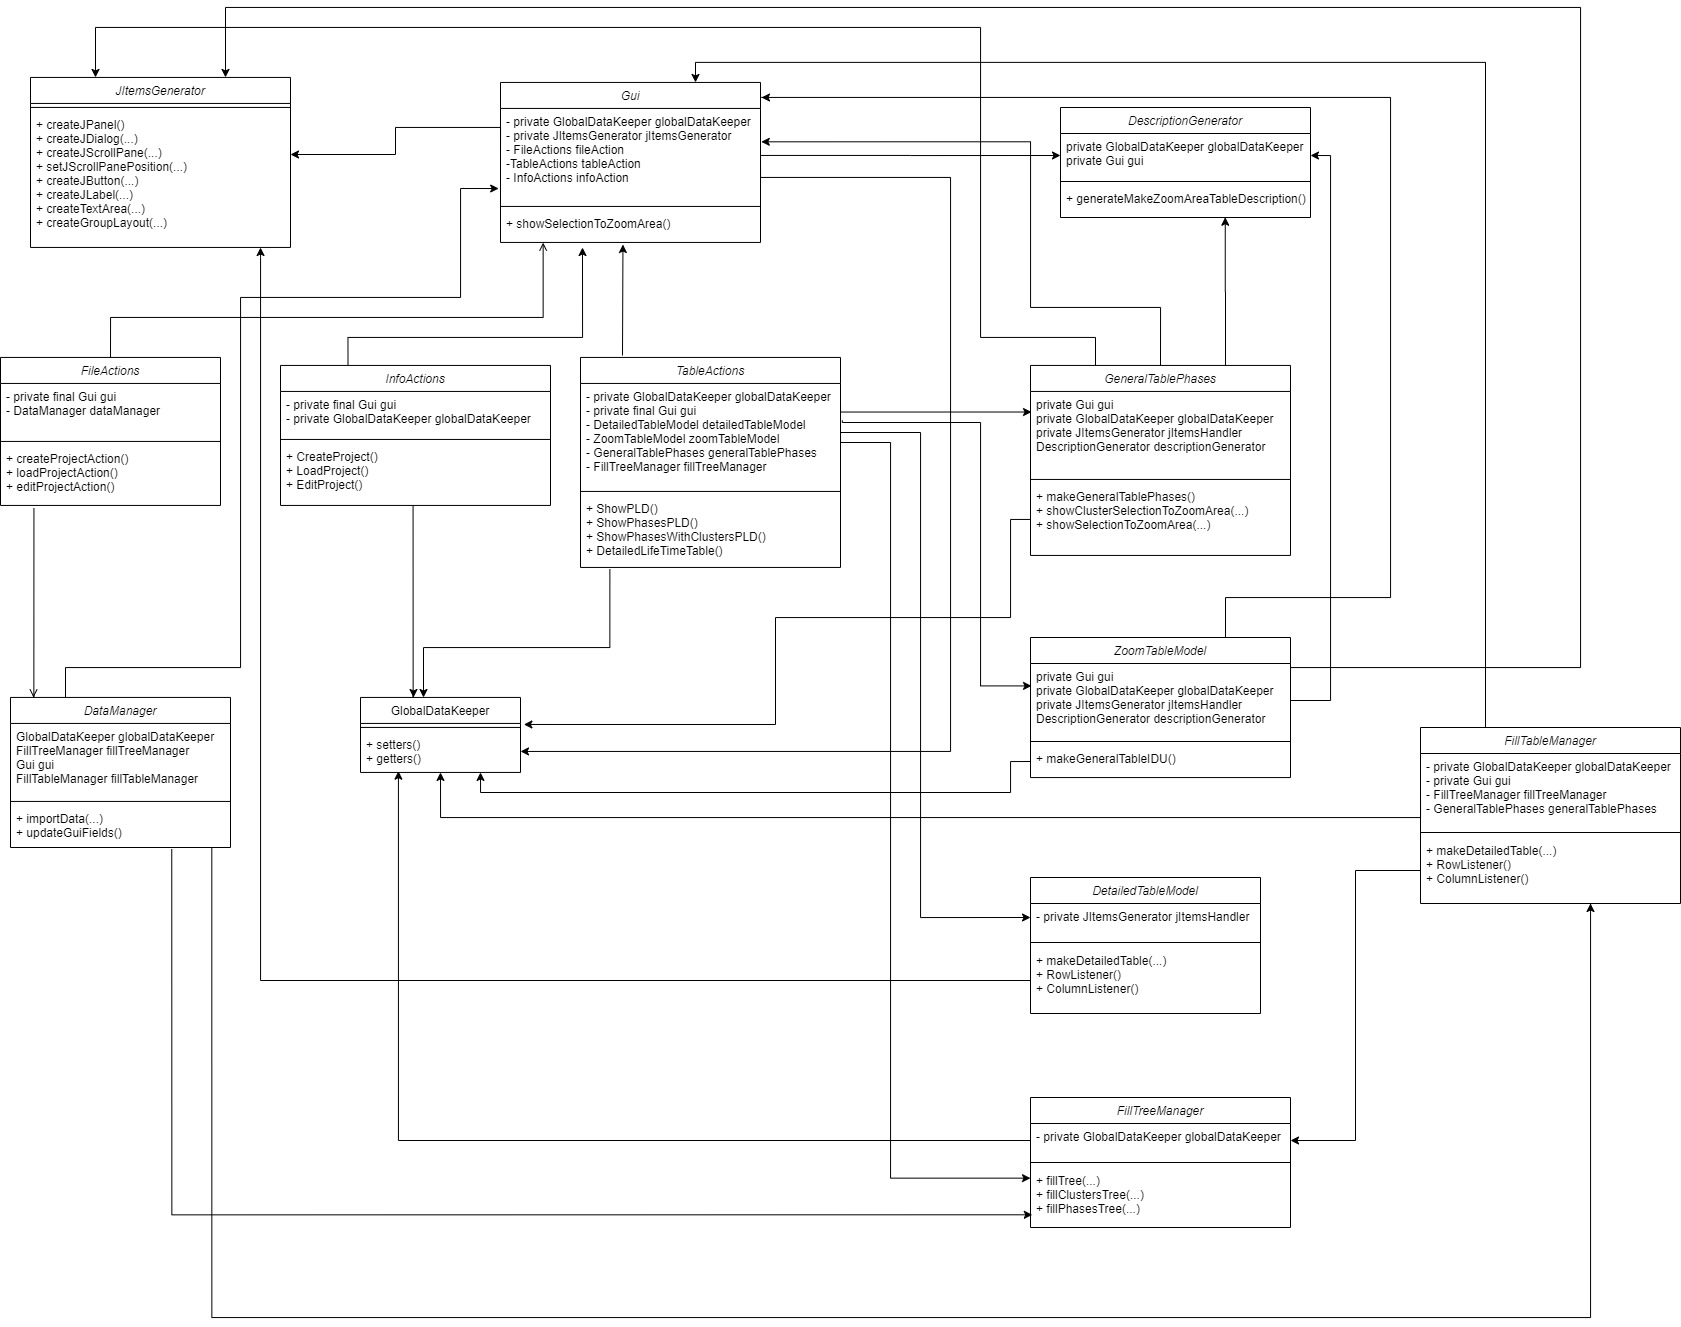 JItemsGenerator
+ createJPanel()
+ createJDialog(...)
+ createJScrollPane(...)
+ setJScrollPanePosition(...)
+ createJButton(...)
+ createJLabel(...)
+ createTextArea(...)
+ createGroupLayout(...)
Gui
- private GlobalDataKeeper globalDataKeeper
- private JItemsGenerator jItemsGenerator
- FileActions fileAction
-TableActions tableAction
- InfoActions infoAction
+ showSelectionToZoomArea()
DescriptionGenerator
private GlobalDataKeeper globalDataKeeper
private Gui gui
+ generateMakeZoomAreaTableDescription()
FileActions
- private final Gui gui
- DataManager dataManager
+ createProjectAction()
+ loadProjectAction()
+ editProjectAction()
InfoActions
- private final Gui gui
- private GlobalDataKeeper globalDataKeeper
+ CreateProject()
+ LoadProject()
+ EditProject()
TableActions
- private GlobalDataKeeper globalDataKeeper
- private final Gui gui
- DetailedTableModel detailedTableModel
- ZoomTableModel zoomTableModel
- GeneralTablePhases generalTablePhases
- FillTreeManager fillTreeManager
+ ShowPLD()
+ ShowPhasesPLD()
+ ShowPhasesWithClustersPLD()
+ DetailedLifeTimeTable()
GeneralTablePhases
private Gui gui
private GlobalDataKeeper globalDataKeeper
private JItemsGenerator jItemsHandler
DescriptionGenerator descriptionGenerator
+ makeGeneralTablePhases()
+ showClusterSelectionToZoomArea(...)
+ showSelectionToZoomArea(...)
DataManager
GlobalDataKeeper globalDataKeeper
FillTreeManager fillTreeManager
Gui gui
FillTableManager fillTableManager
+ importData(...)
+ updateGuiFields()
GlobalDataKeeper
+ setters()
+ getters()
ZoomTableModel
private Gui gui
private GlobalDataKeeper globalDataKeeper
private JItemsGenerator jItemsHandler
DescriptionGenerator descriptionGenerator
+ makeGeneralTableIDU()
FillTableManager
- private GlobalDataKeeper globalDataKeeper
- private Gui gui
- FillTreeManager fillTreeManager
- GeneralTablePhases generalTablePhases
+ makeDetailedTable(...)
+ RowListener()
+ ColumnListener()
DetailedTableModel
- private JItemsGenerator jItemsHandler
+ makeDetailedTable(...)
+ RowListener()
+ ColumnListener()
FillTreeManager
- private GlobalDataKeeper globalDataKeeper
+ fillTree(...)
+ fillClustersTree(...)
+ fillPhasesTree(...)